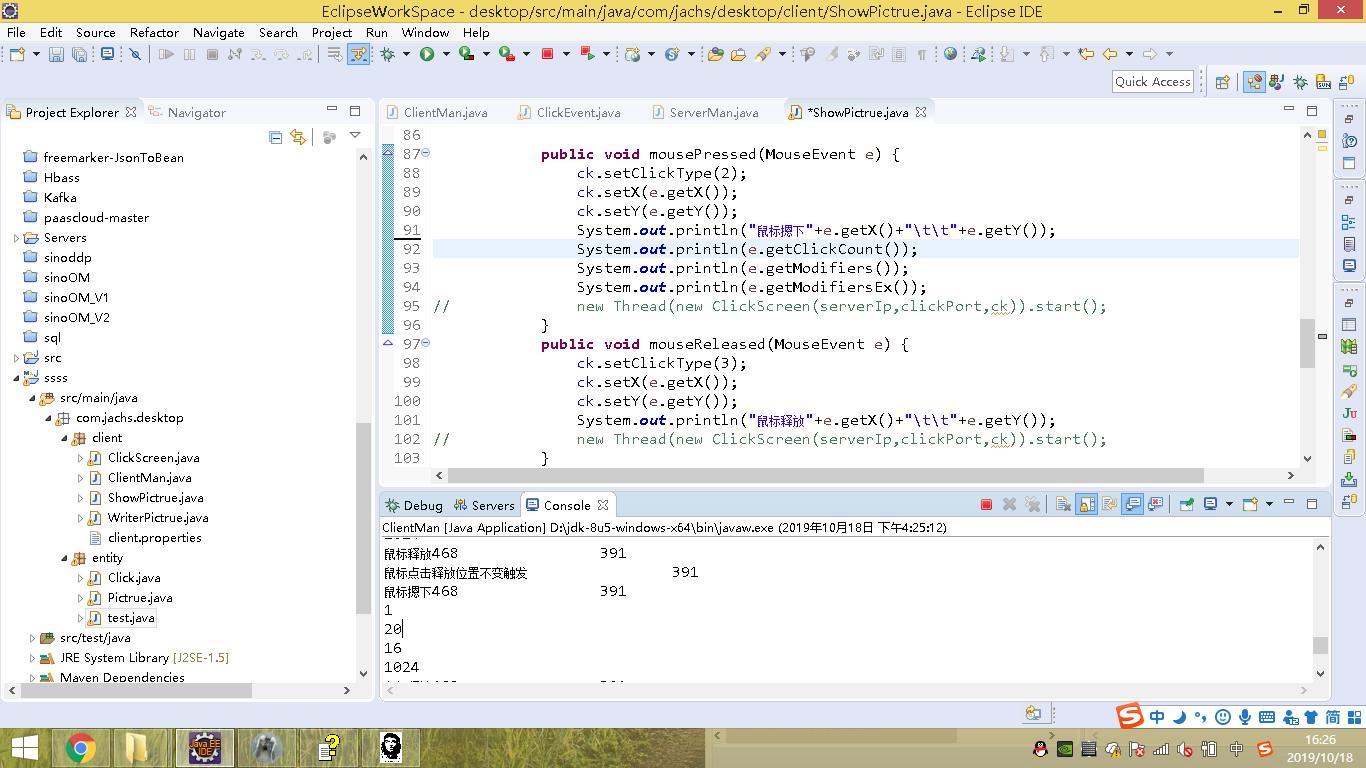 EclipseWorkSpace - desktop/src/main/java/com/jachs/desktop/client/ShowPictrue.java - Eclipse IDE
File Edit Source Refactor Navigate Search Project Run Window Help
Quick Access
Project Explorer Navigator
freemarker-JsonToBean
Hbass
Kafka
paascloud-master
Servers
sinoddp
sinoOM
sinoOM_V1
sinoOM_V2
sql
src
ssss
src/main/java
com.jachs.desktop
client
ClickScreen.java
ClientMan.java
ShowPictrue.java
WriterPictrue.java
client.properties
entity
Click.java
Pictrue.java
test.java
src/test/java
JRE System Library [J2SE-1.5]
Maven Dependencies
ClientMan.java ClickEvent.java ServerMan.java *ShowPictrue.java
86
87 public void mousePressed(MouseEvent e) {
88 ck.setClickType(2);
89 ck.setX(e.getX());
90 ck.setY(e.getY());
91 System.out.println("鼠标摁下"+e.getX()+"\t\t"+e.getY());
92 System.out.println(e.getClickCount());
93 System.out.println(e.getModifiers());
94 System.out.println(e.getModifiersEx());
95 // new Thread(new ClickScreen(serverIp,clickPort,ck)).start();
96 }
97 public void mouseReleased(MouseEvent e) {
98 ck.setClickType(3);
99 ck.setX(e.getX());
100 ck.setY(e.getY());
101 System.out.println("鼠标释放"+e.getX()+"\t\t"+e.getY());
102 // new Thread(new ClickScreen(serverIp,clickPort,ck)).start();
103 }
Debug Servers Console
ClientMan [Java Application] D:\jdk-8u5-windows-x64\bin\javaw.exe (2019年10月18日 下午4:25:12)
鼠标释放468 391
鼠标点击释放位置不变触发 391
鼠标摁下468 391
1
20
16
1024
中 简
Java EE
IDE
中
16:26
2019/10/18